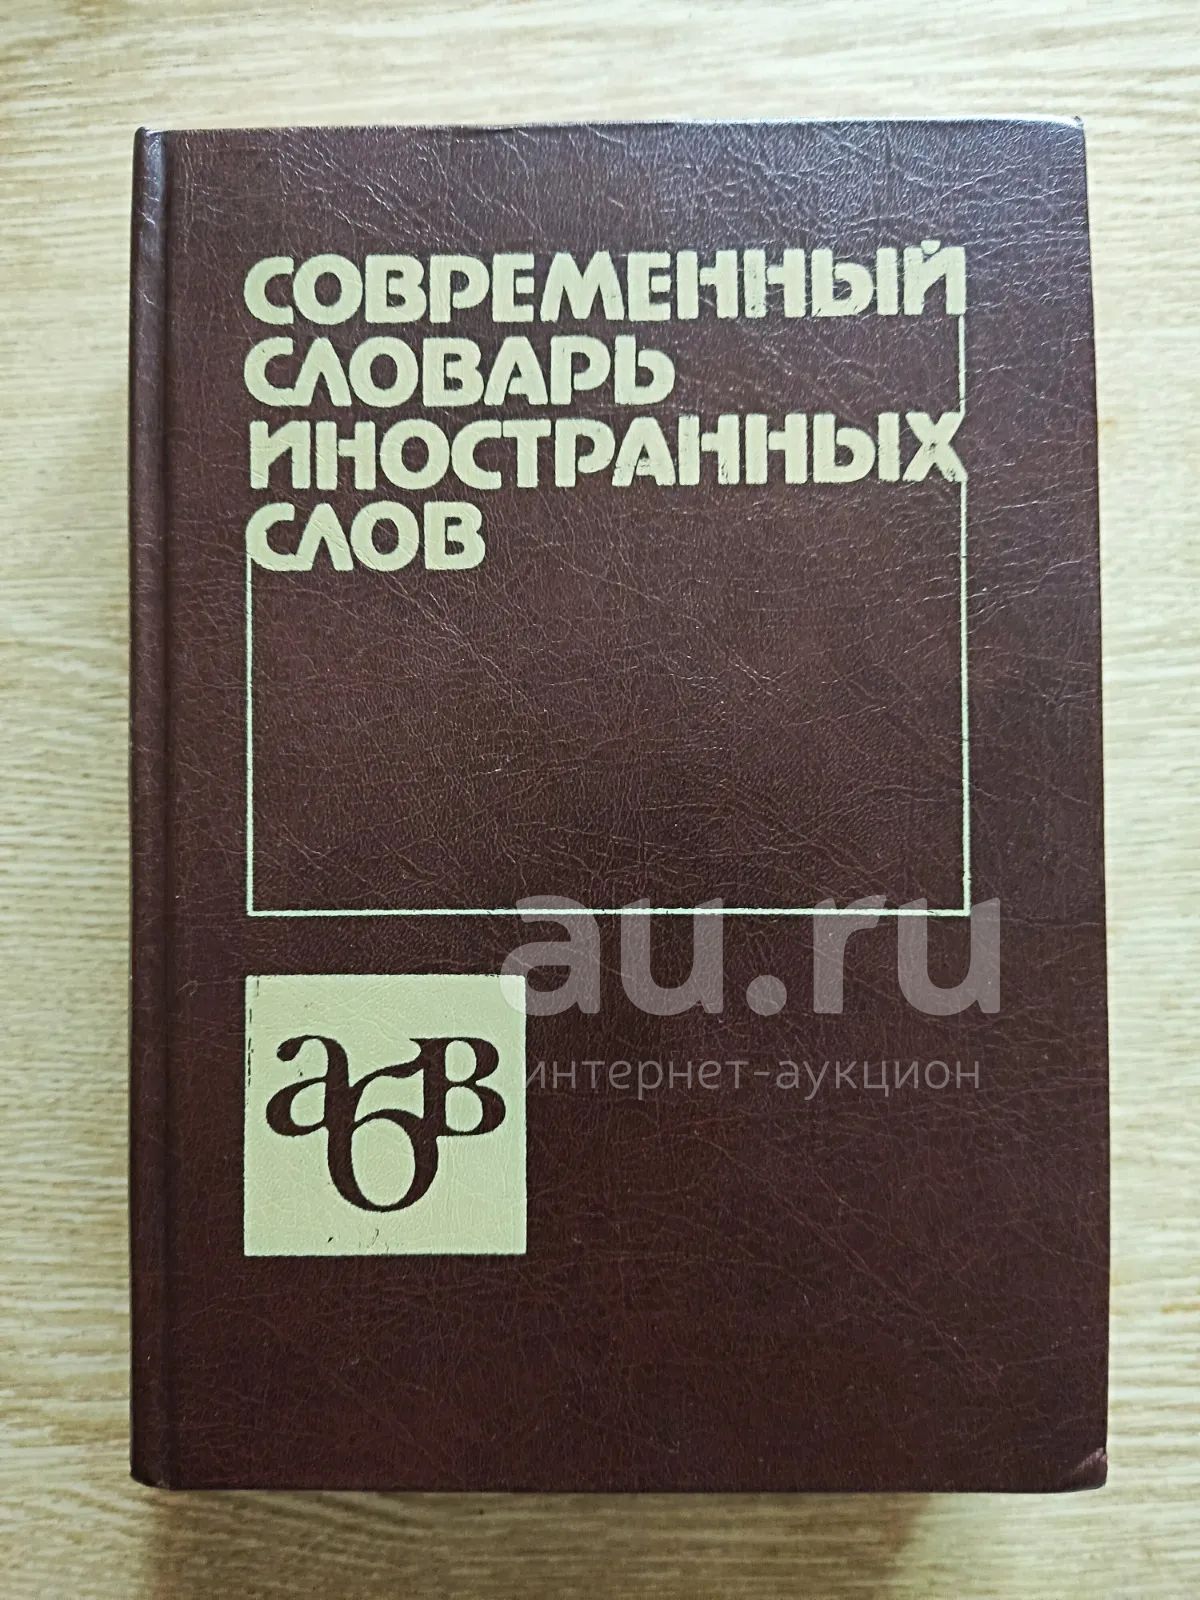 СОВРЕМЕННЫЙ
СЛОВАРЬ
ИНОСТРАННЫХ
СЛОВ
au.ru
интернет-аукцион
абв